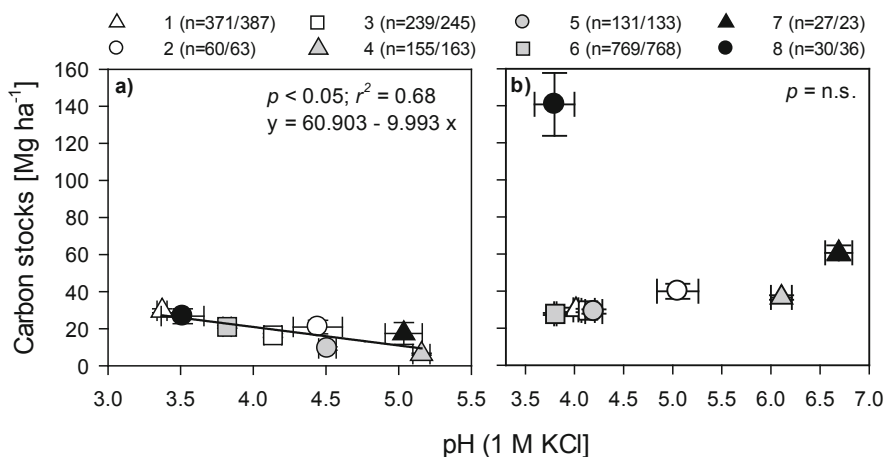 1 (n=371/387) 3 (n=239/245) 5 (n=131/133) 7 (n=27/23)
2 (n=60/63) 4 (n=155/163) 6 (n=769/768) 8 (n=30/36)
Carbon stocks [Mg ha⁻¹]
160
140
120
100
80
60
40
20
0
a)
p < 0.05; r² = 0.68
y = 60.903 - 9.993 x
b)
p = n.s.
3.0 3.5 4.0 4.5 5.0 5.5 3.5 4.0 4.5 5.0 5.5 6.0 6.5 7.0
pH (1 M KCl]